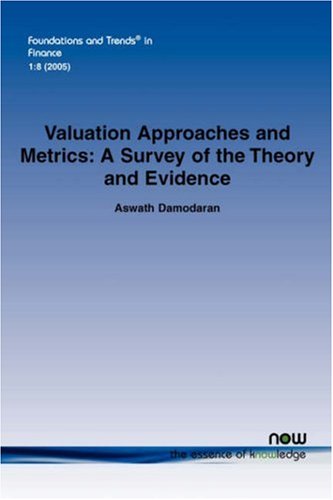 Foundations and Trends® in
Finance
1:8 (2005)
Valuation Approaches and
Metrics: A Survey of the Theory
and Evidence
Aswath Damodaran
now
the essence of knowledge